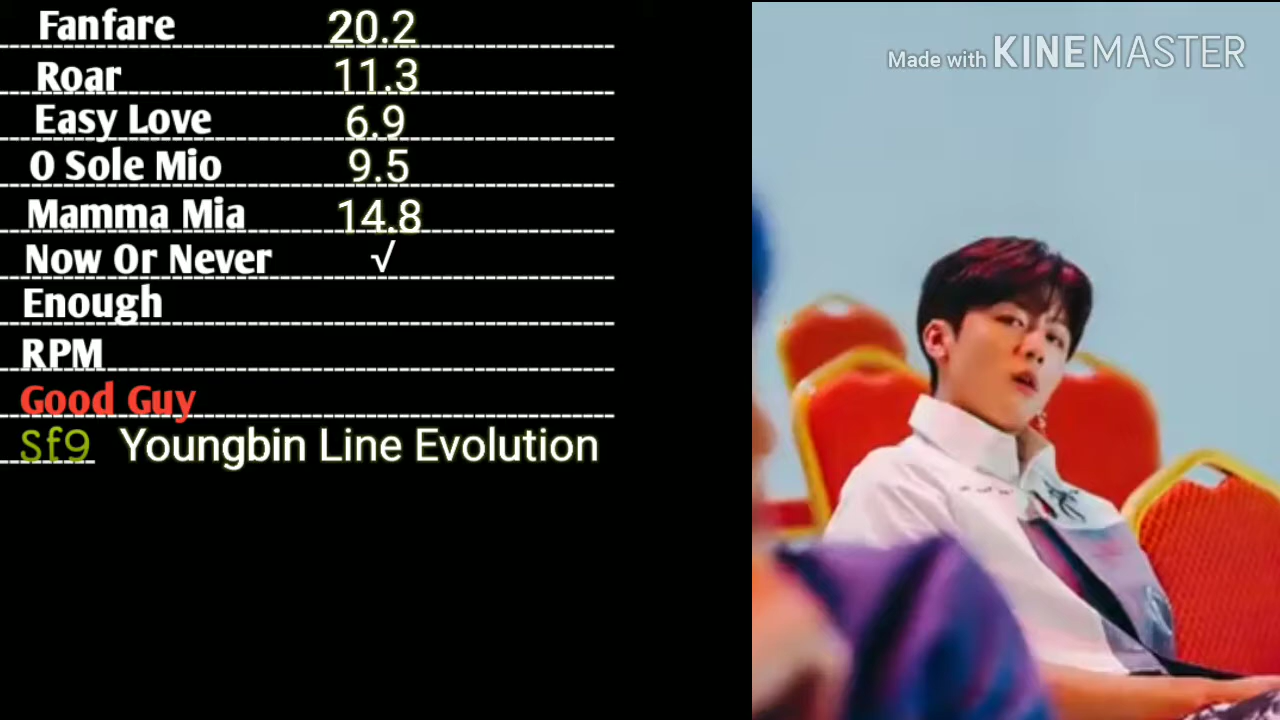 Fanfare 20.2
Made with KINEMASTER
Roar 11.3
Easy Love 6.9
O Sole Mio 9.5
Mamma Mia 14.8
Now Or Never √
Enough
RPM
Good Guy
Sf9 Youngbin Line Evolution